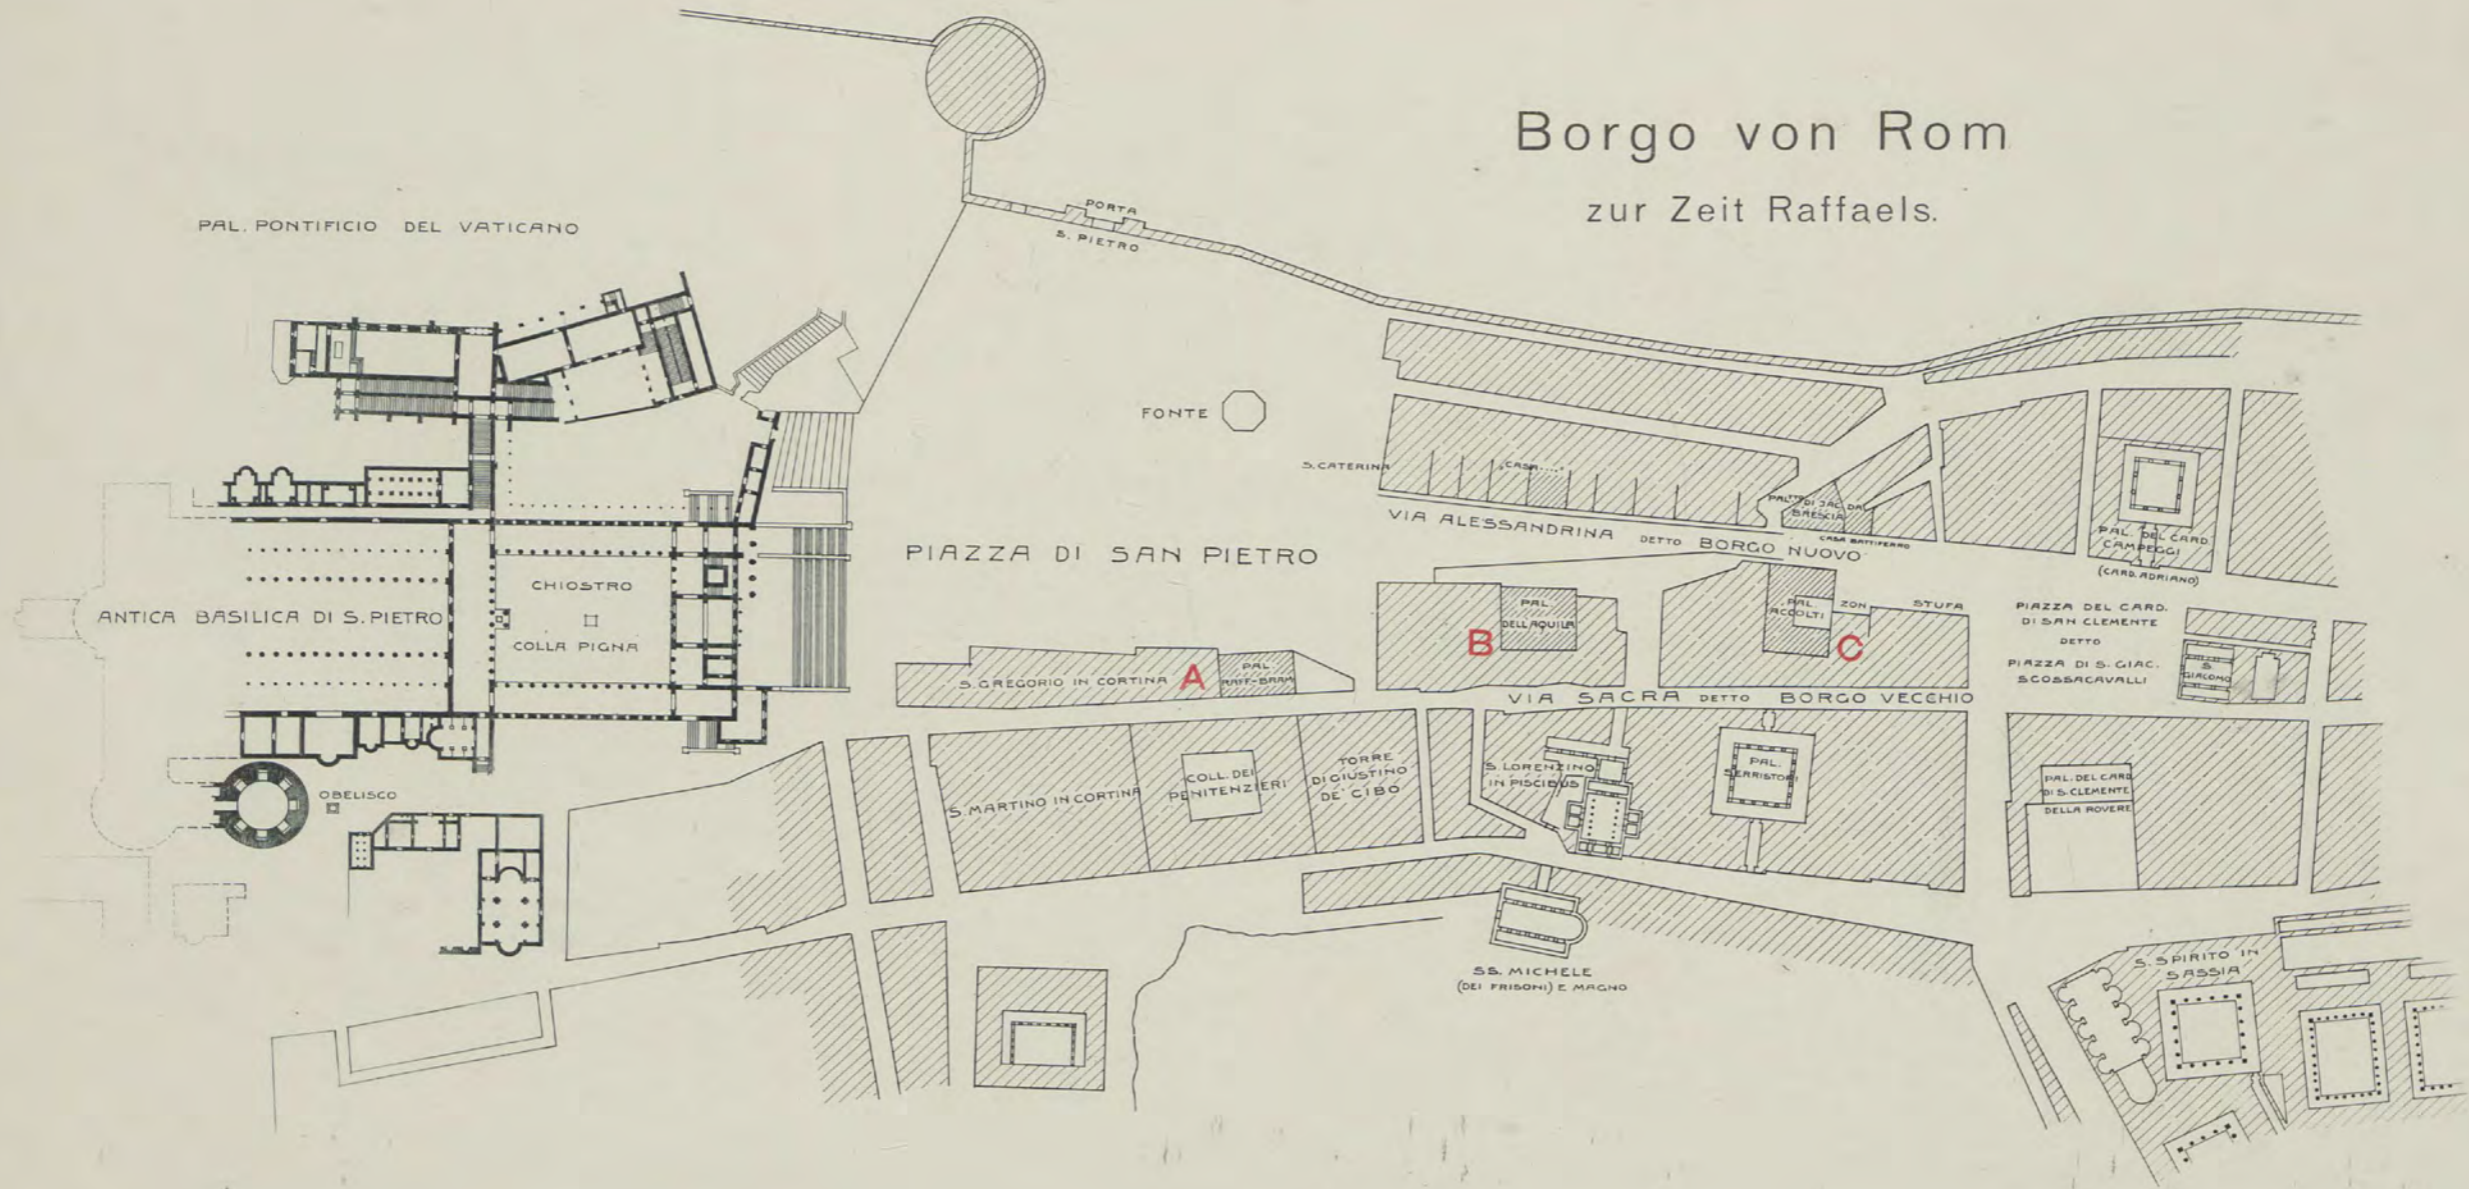 Borgo von Rom
zur Zeit Raffaels.
PAL. PONTIFICIO DEL VATICANO
PORTA
S. PIETRO
FONTE
S. CATERINA
CASA....
PAL.TTO DI JAC. DA
BRESCIA
CASA BATTIFERRO
VIA ALESSANDRINA DETTO BORGO NUOVO
PAL. DEL CARD.
CAMPEGGI
(CARD. ADRIANO)
PIAZZA DI SAN PIETRO
ANTICA BASILICA DI S. PIETRO
CHIOSTRO
COLLA PIGNA
PAL.
DELL'AQUILA
B
PAL.
ACCOLTI
ZON
STUFA
C
PIAZZA DEL CARD.
DI SAN CLEMENTE
DETTO
PIAZZA DI S. GIAC.
SCOSSACAVALLI
S.
GIACOMO
S. GREGORIO IN CORTINA
A
PAL.
RAFF-BRAM
VIA SACRA DETTO BORGO VECCHIO
OBELISCO
S. MARTINO IN CORTINA
COLL. DEI
PENITENZIERI
TORRE
DI GIUSTINO
DE' CIBÒ
S. LORENZINO
IN PISCIBUS
PAL.
SERRISTORI
PAL. DEL CARD.
DI S. CLEMENTE
DELLA ROVERE
SS. MICHELE
(DEI FRISONI) E MAGNO
S. SPIRITO IN
SASSIA